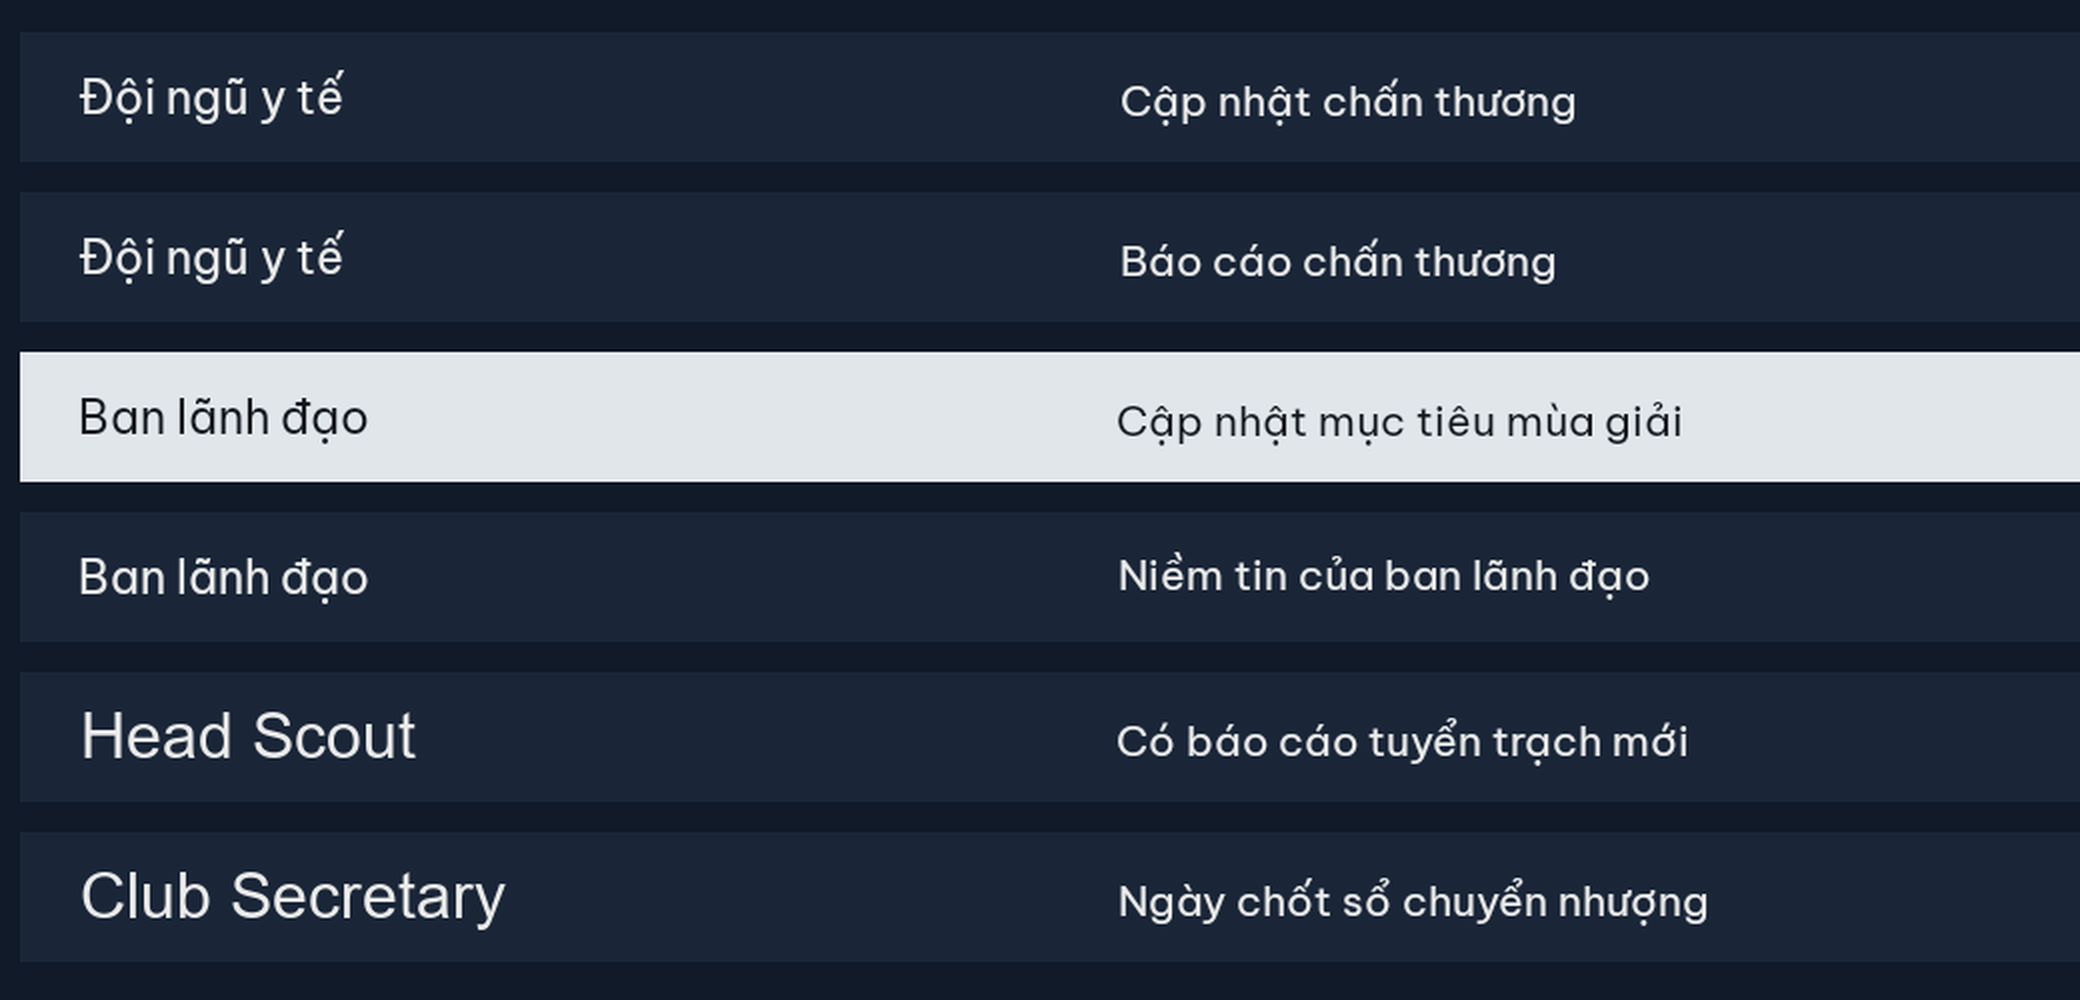 Đội ngũ y tế
Cập nhật chấn thương
Đội ngũ y tế
Báo cáo chấn thương
Ban lãnh đạo
Cập nhật mục tiêu mùa giải
Ban lãnh đạo
Niềm tin của ban lãnh đạo
Head Scout
Có báo cáo tuyển trạch mới
Club Secretary
Ngày chốt sổ chuyển nhượng